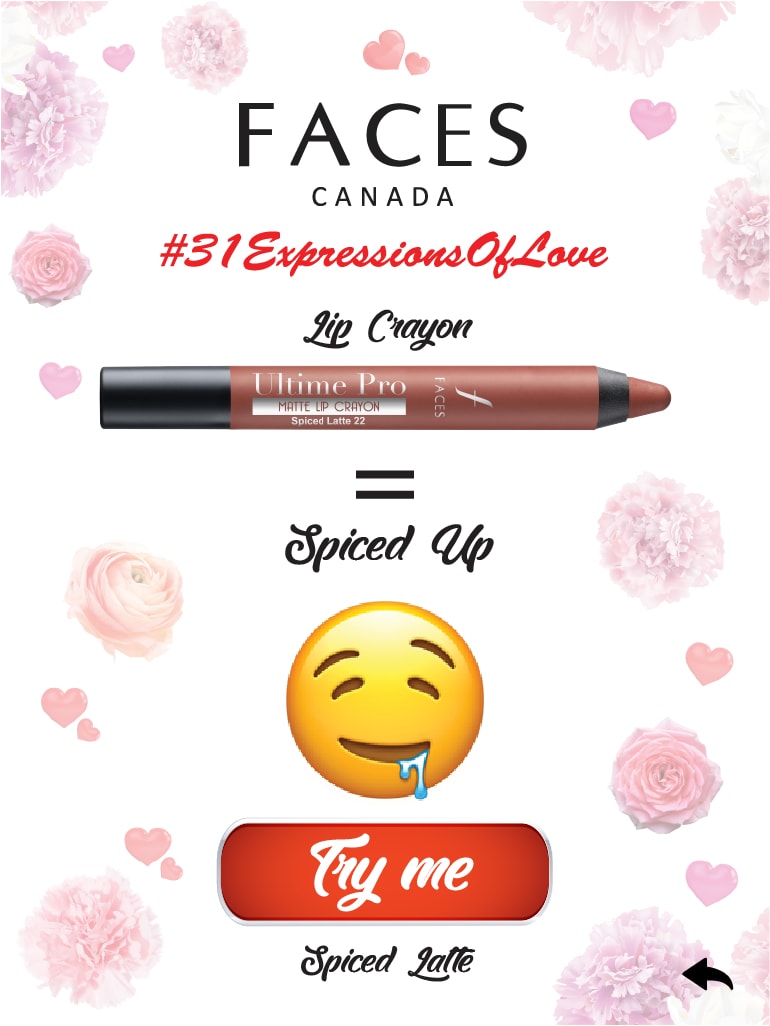 FACES
CANADA
#31ExpressionsOfLove
Lip Crayon
Ultime Pro
MATTE LIP CRAYON
Spiced Latte 22
FACES
f
=
Spiced Up
Try me
Spiced Latte